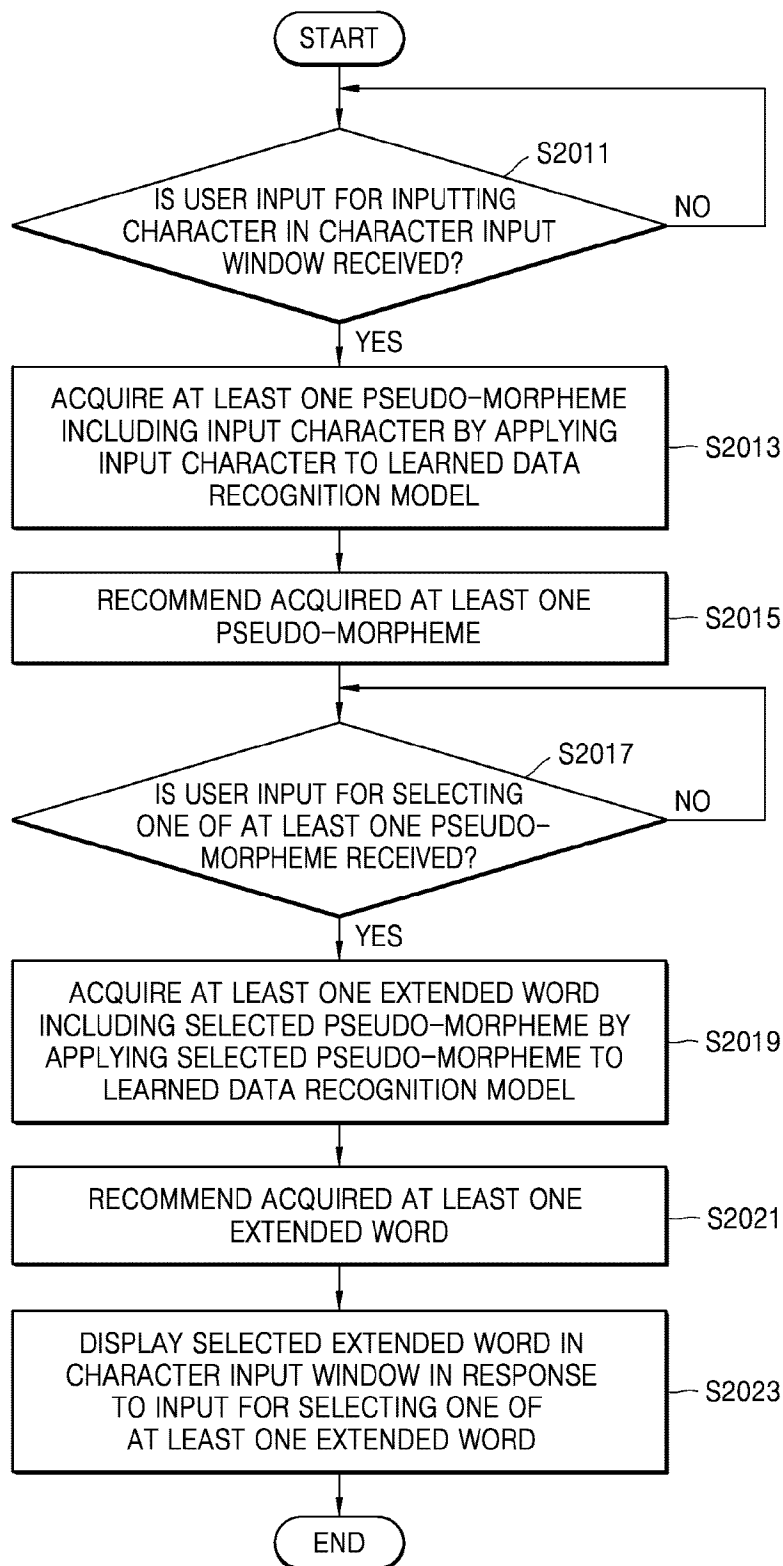 START
S2011
IS USER INPUT FOR INPUTTING
CHARACTER IN CHARACTER INPUT
WINDOW RECEIVED?
NO
YES
ACQUIRE AT LEAST ONE PSEUDO-MORPHEME
INCLUDING INPUT CHARACTER BY APPLYING
INPUT CHARACTER TO LEARNED DATA
RECOGNITION MODEL
S2013
RECOMMEND ACQUIRED AT LEAST ONE
PSEUDO-MORPHEME
S2015
S2017
IS USER INPUT FOR SELECTING
ONE OF AT LEAST ONE PSEUDO-
MORPHEME RECEIVED?
NO
YES
ACQUIRE AT LEAST ONE EXTENDED WORD
INCLUDING SELECTED PSEUDO-MORPHEME BY
APPLYING SELECTED PSEUDO-MORPHEME TO
LEARNED DATA RECOGNITION MODEL
S2019
RECOMMEND ACQUIRED AT LEAST ONE
EXTENDED WORD
S2021
DISPLAY SELECTED EXTENDED WORD IN
CHARACTER INPUT WINDOW IN RESPONSE
TO INPUT FOR SELECTING ONE OF
AT LEAST ONE EXTENDED WORD
S2023
END